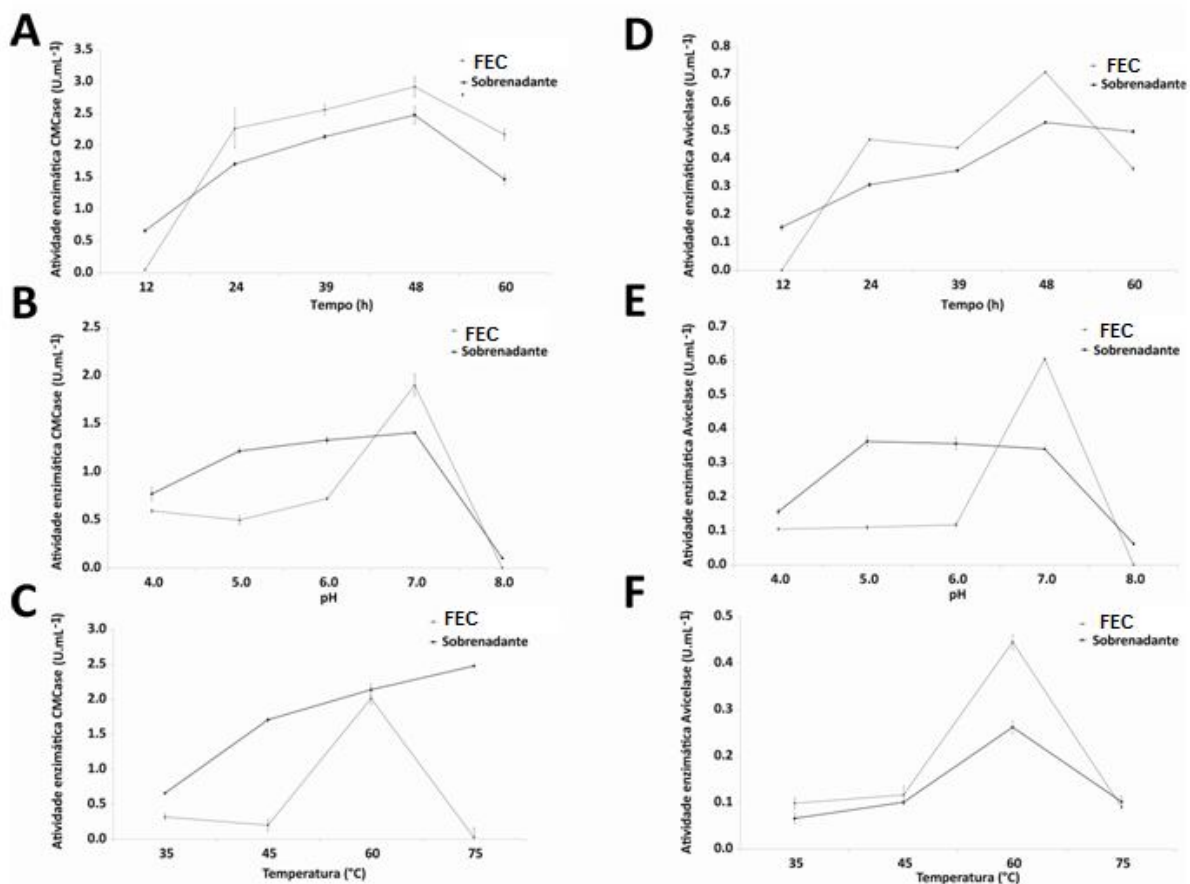 A
Atividade enzimática CMCase (U.mL-1)
3.5
3.0
2.5
2.0
1.5
1.0
0.5
0.0
12 24 39 48 60
Tempo (h)
FEC
Sobrenadante
B
Atividade enzimática CMCase (U.mL-1)
2.5
2.0
1.5
1.0
0.5
0.0
4.0 5.0 6.0 7.0 8.0
pH
FEC
Sobrenadante
C
Atividade enzimática CMCase (U.mL-1)
3.0
2.5
2.0
1.5
1.0
0.5
0.0
35 45 60 75
Temperatura (°C)
FEC
Sobrenadante
D
Atividade enzimática Avicelase (U.mL-1)
0.8
0.7
0.6
0.5
0.4
0.3
0.2
0.1
0.0
12 24 39 48 60
Tempo (h)
FEC
Sobrenadante
E
Atividade enzimática Avicelase (U.mL-1)
0.7
0.6
0.5
0.4
0.3
0.2
0.1
0.0
4.0 5.0 6.0 7.0 8.0
pH
FEC
Sobrenadante
F
Atividade enzimática Avicelase (U.mL-1)
0.5
0.4
0.3
0.2
0.1
0.0
35 45 60 75
Temperatura (°C)
FEC
Sobrenadante